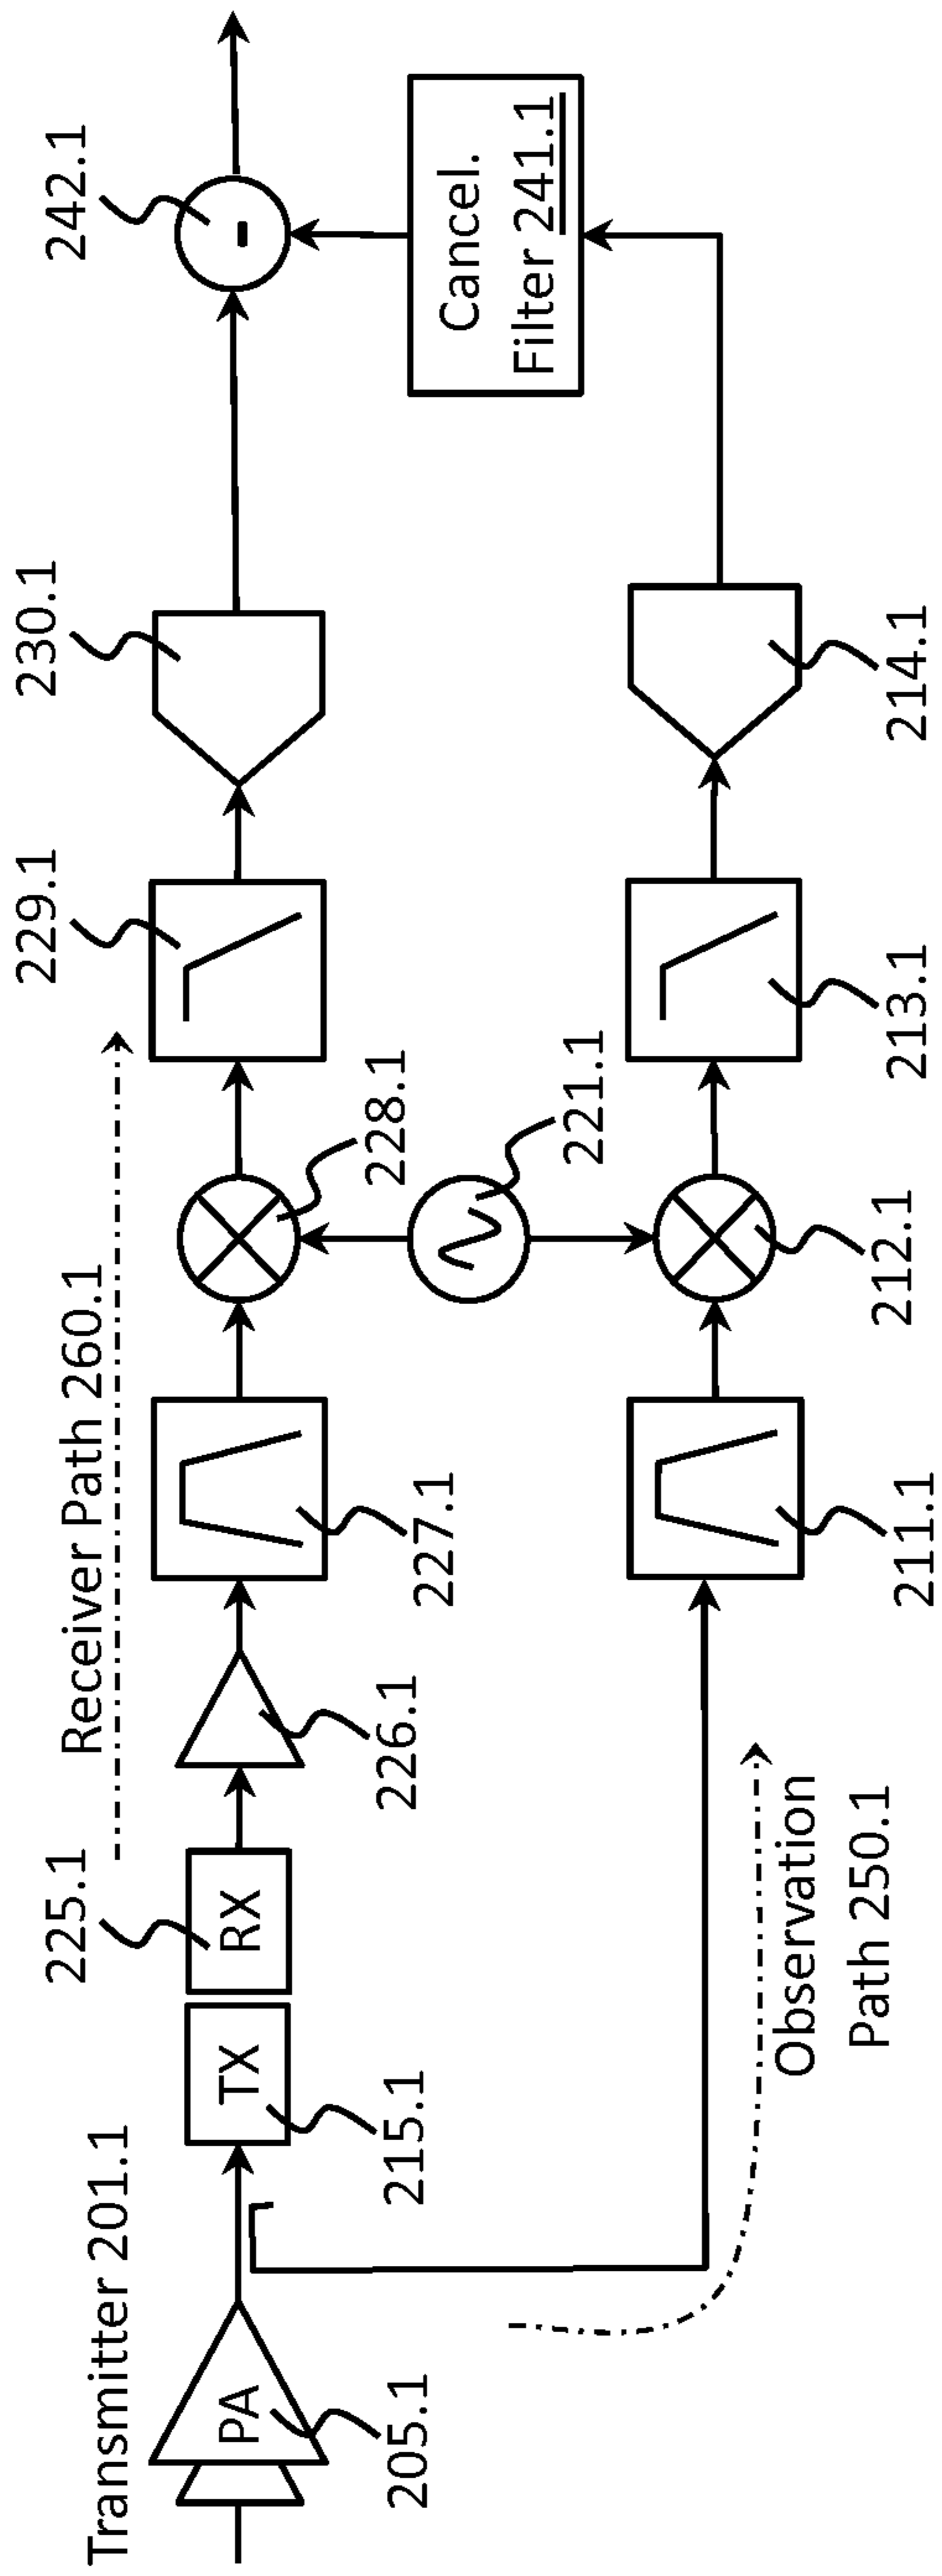 Transmitter 201.1
PA
205.1
TX
215.1
225.1
RX
Receiver Path 260.1
226.1
227.1
228.1
229.1
230.1
242.1
Cancel.
Filter 241.1
221.1
Observation
Path 250.1
211.1
212.1
213.1
214.1
-